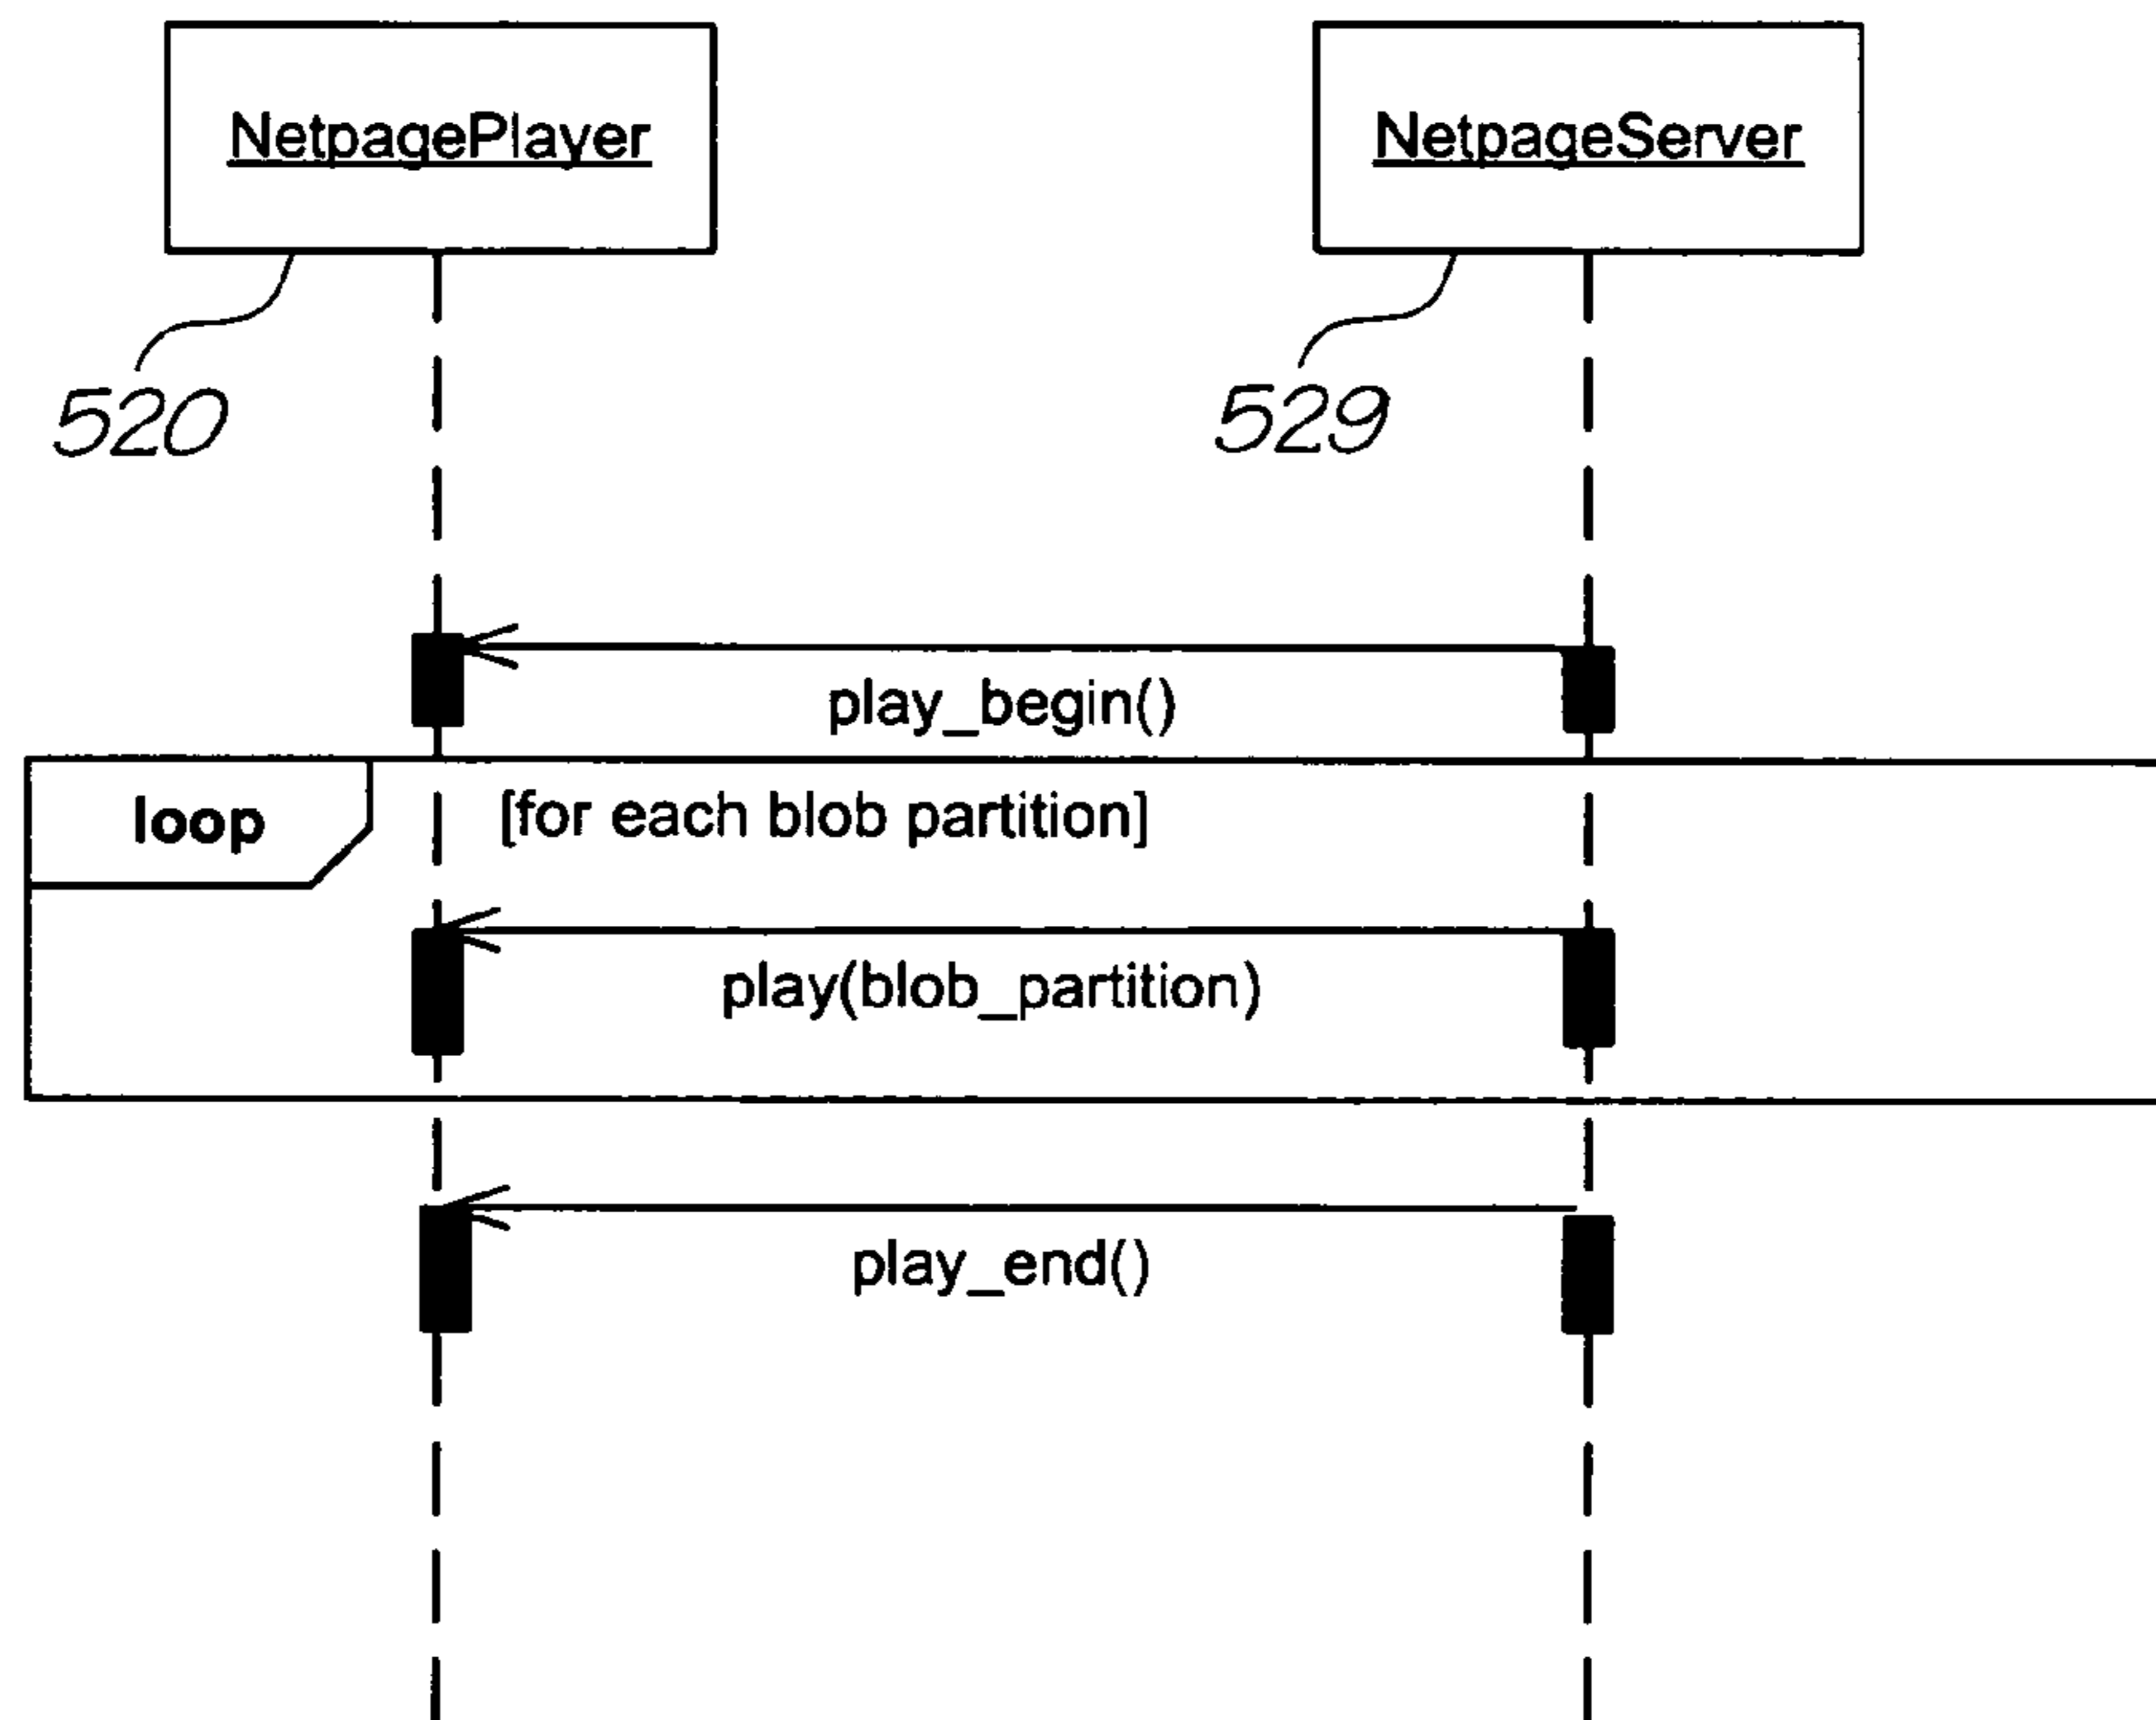 NetpagePlayer
NetpageServer
520
529
play_begin()
loop
[for each blob partition]
play(blob_partition)
play_end()